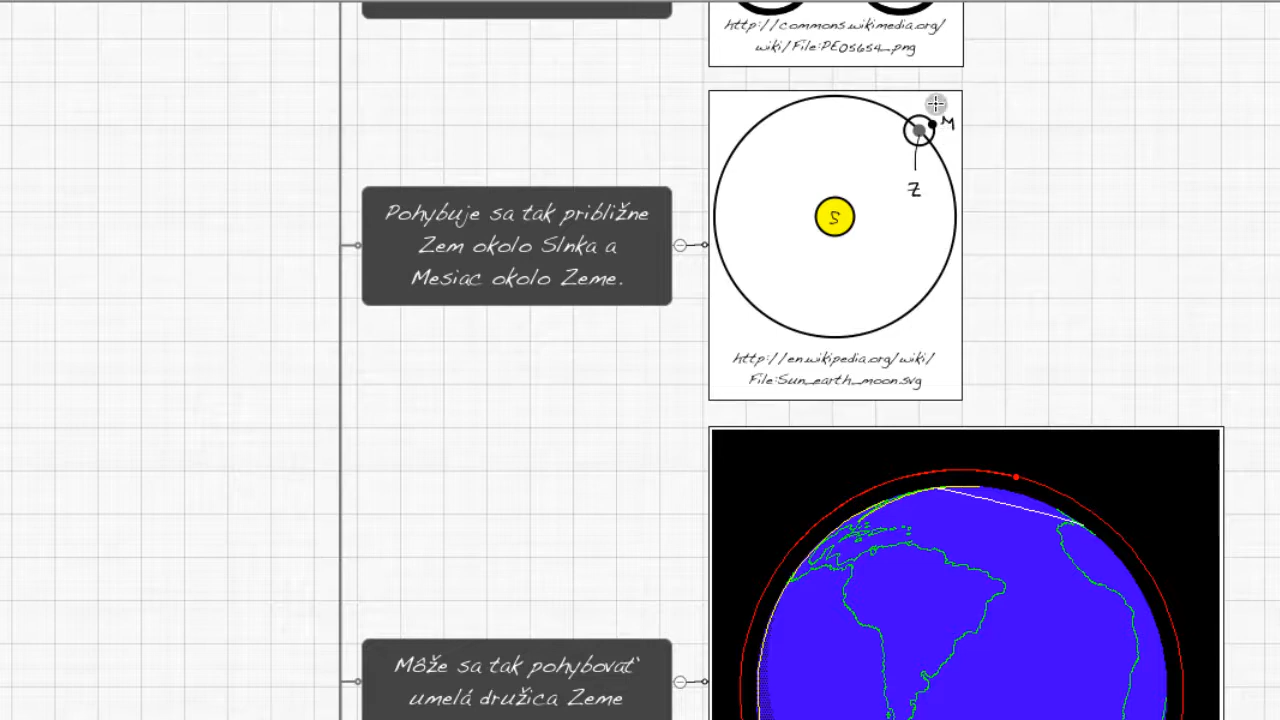 http://commons.wikimedia.org/
wiki/File:PEO5654_.png
M
Z
S
Pohybuje sa tak približne
Zem okolo Slnka a
Mesiac okolo Zeme.
http://en.wikipedia.org/wiki/
File:Sun_earth_moon.svg
Môže sa tak pohybovať
umelá družica Zeme